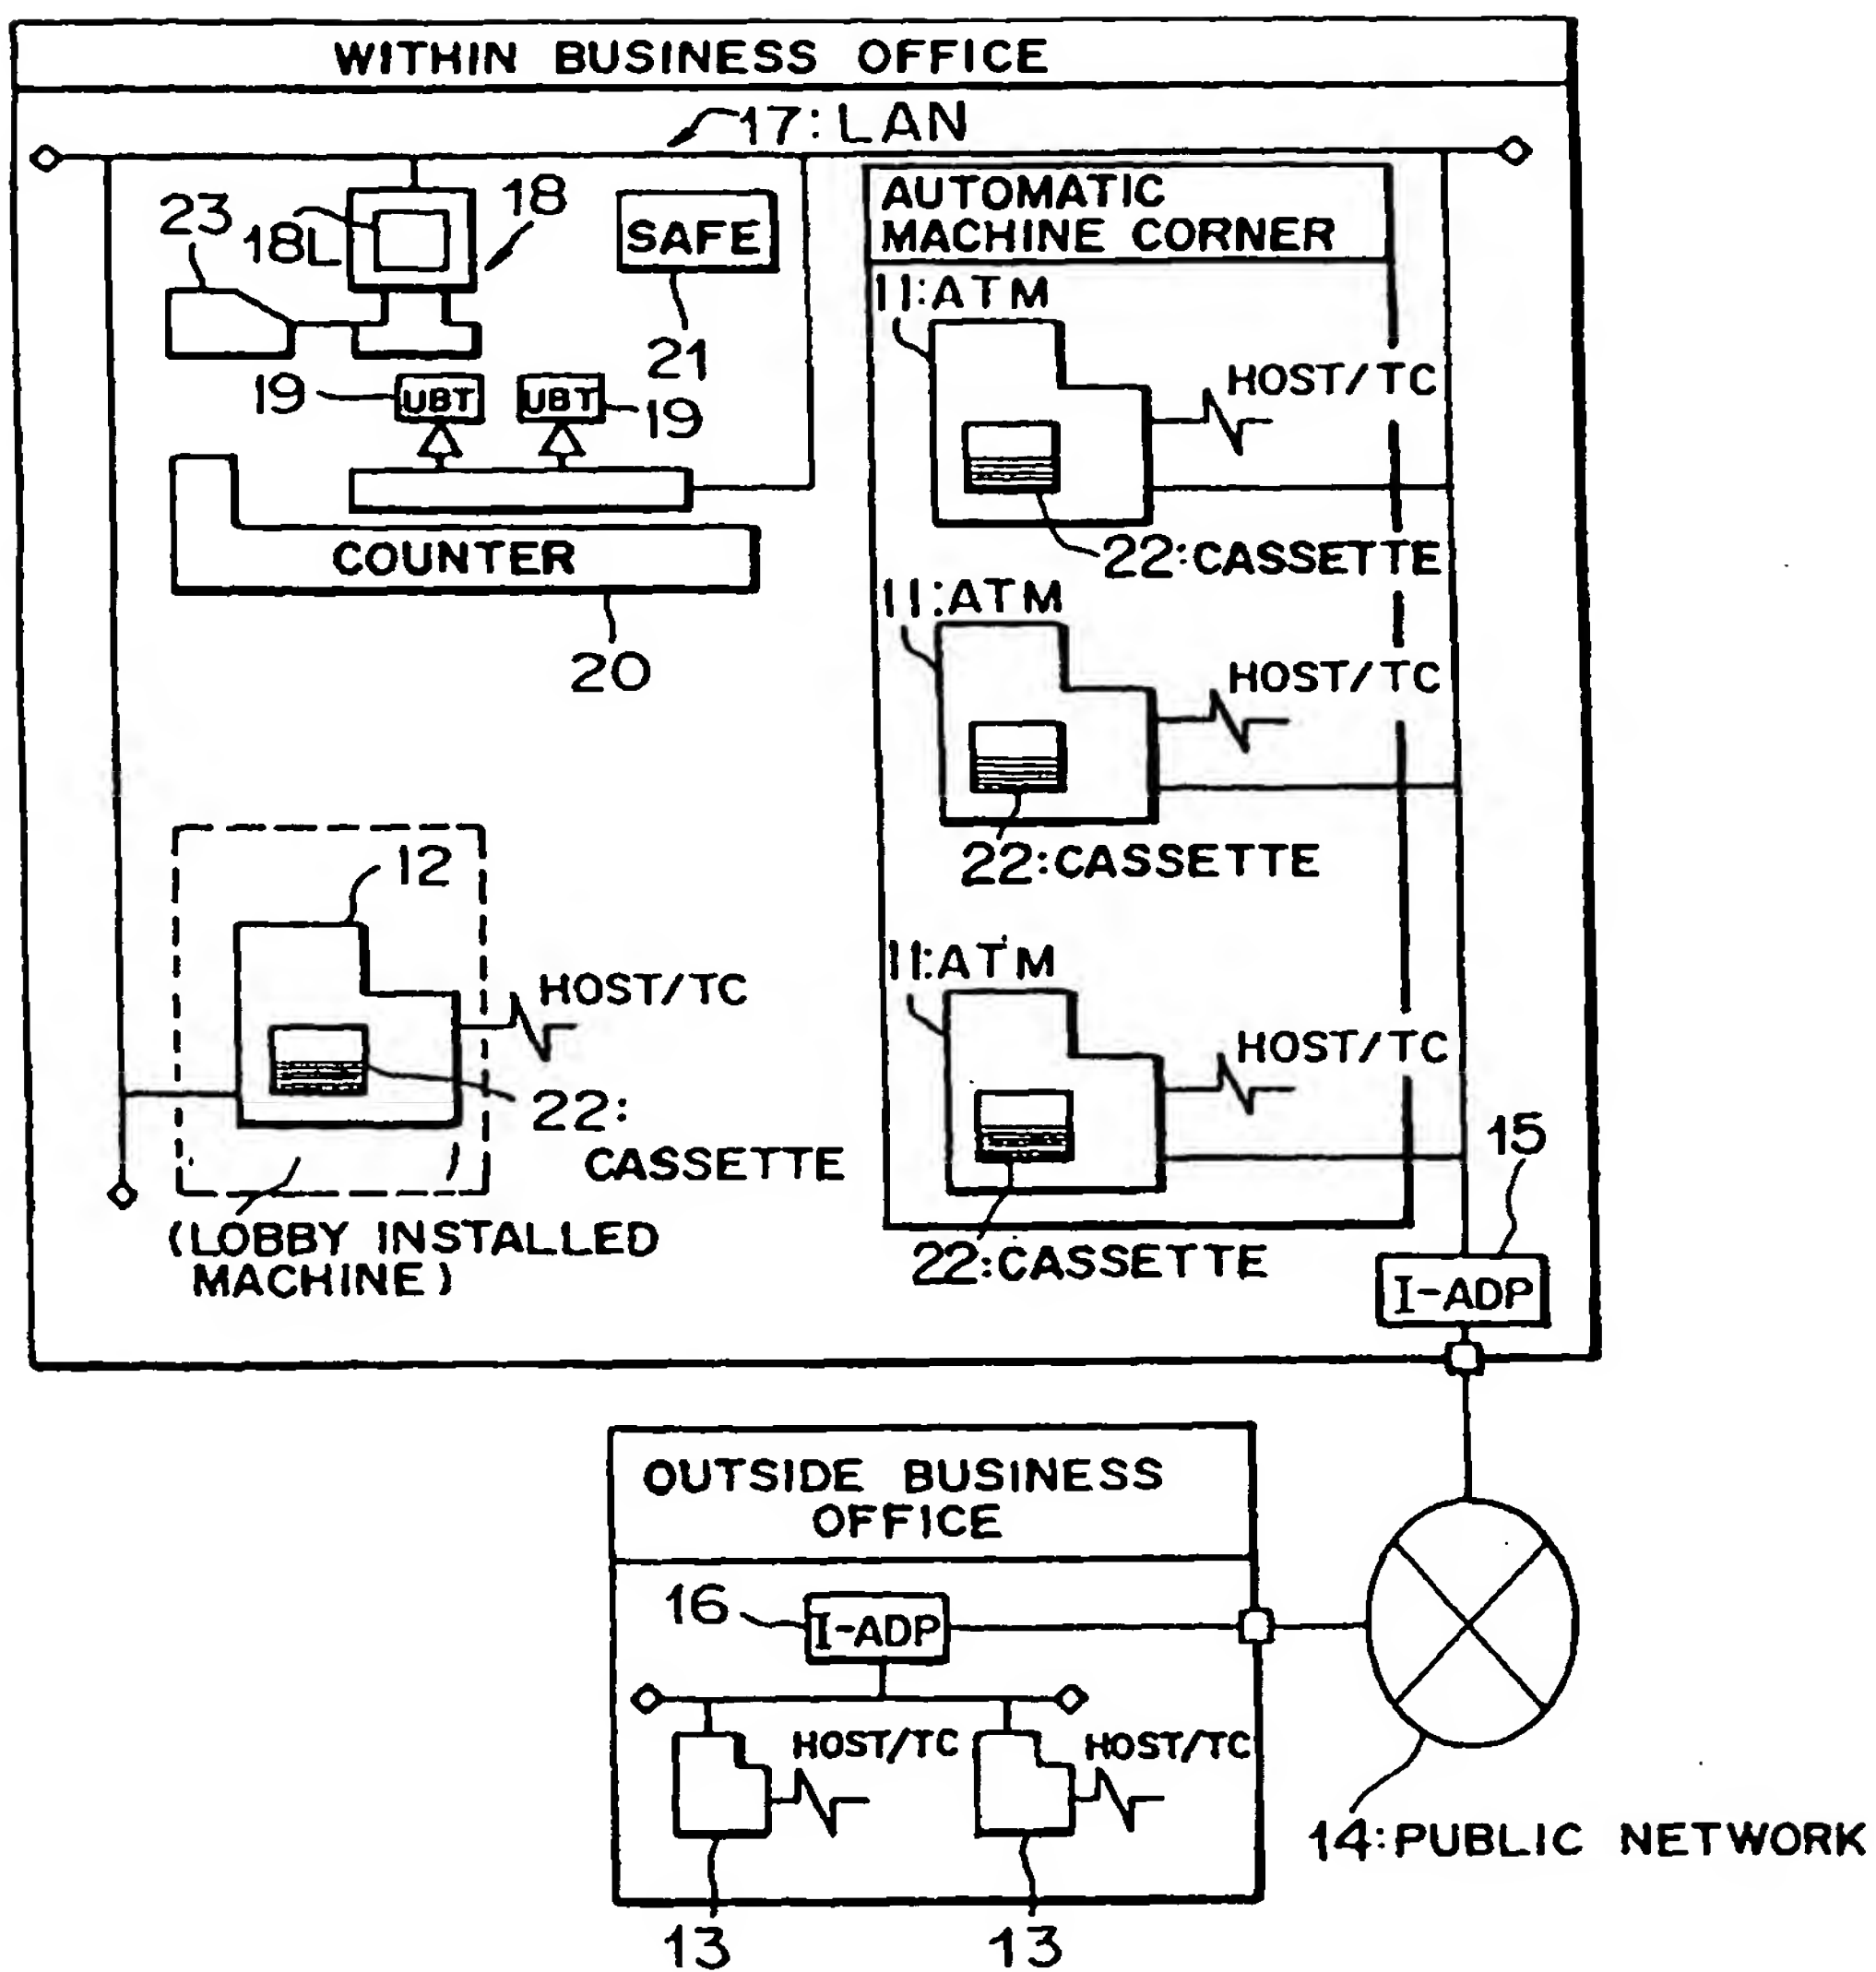 WITHIN BUSINESS OFFICE
17: LAN
23
18L
18
SAFE
21
19
UBT
UBT
19
COUNTER
20
AUTOMATIC
MACHINE CORNER
11:ATM
HOST/TC
22:CASSETTE
11:ATM
HOST/TC
22:CASSETTE
12
HOST/TC
22:
CASSETTE
(LOBBY INSTALLED
MACHINE)
11:ATM
HOST/TC
22:CASSETTE
15
I-ADP
OUTSIDE BUSINESS
OFFICE
16
I-ADP
HOST/TC
HOST/TC
13
13
14:PUBLIC NETWORK